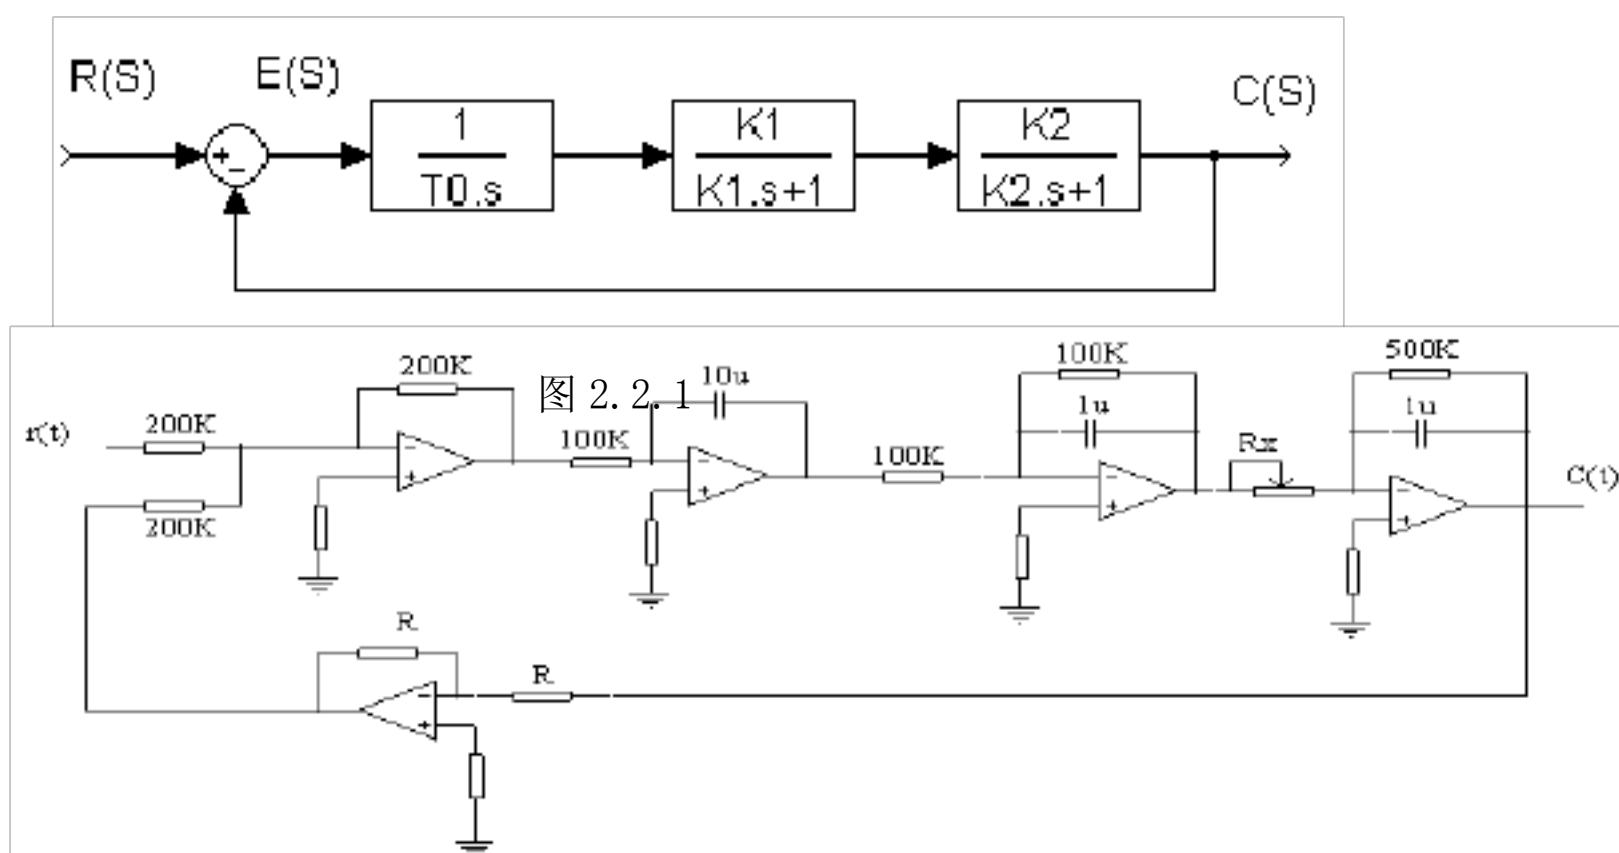 R(S)
E(S)
C(S)
+
−
1
T0.s
K1
K1.s+1
K2
K2.s+1
图 2.2.1
r(t)
200K
200K
200K
−
+
100K
10u
−
+
100K
100K
1u
−
+
Rx
500K
1u
−
+
C(t)
R
R
−
+